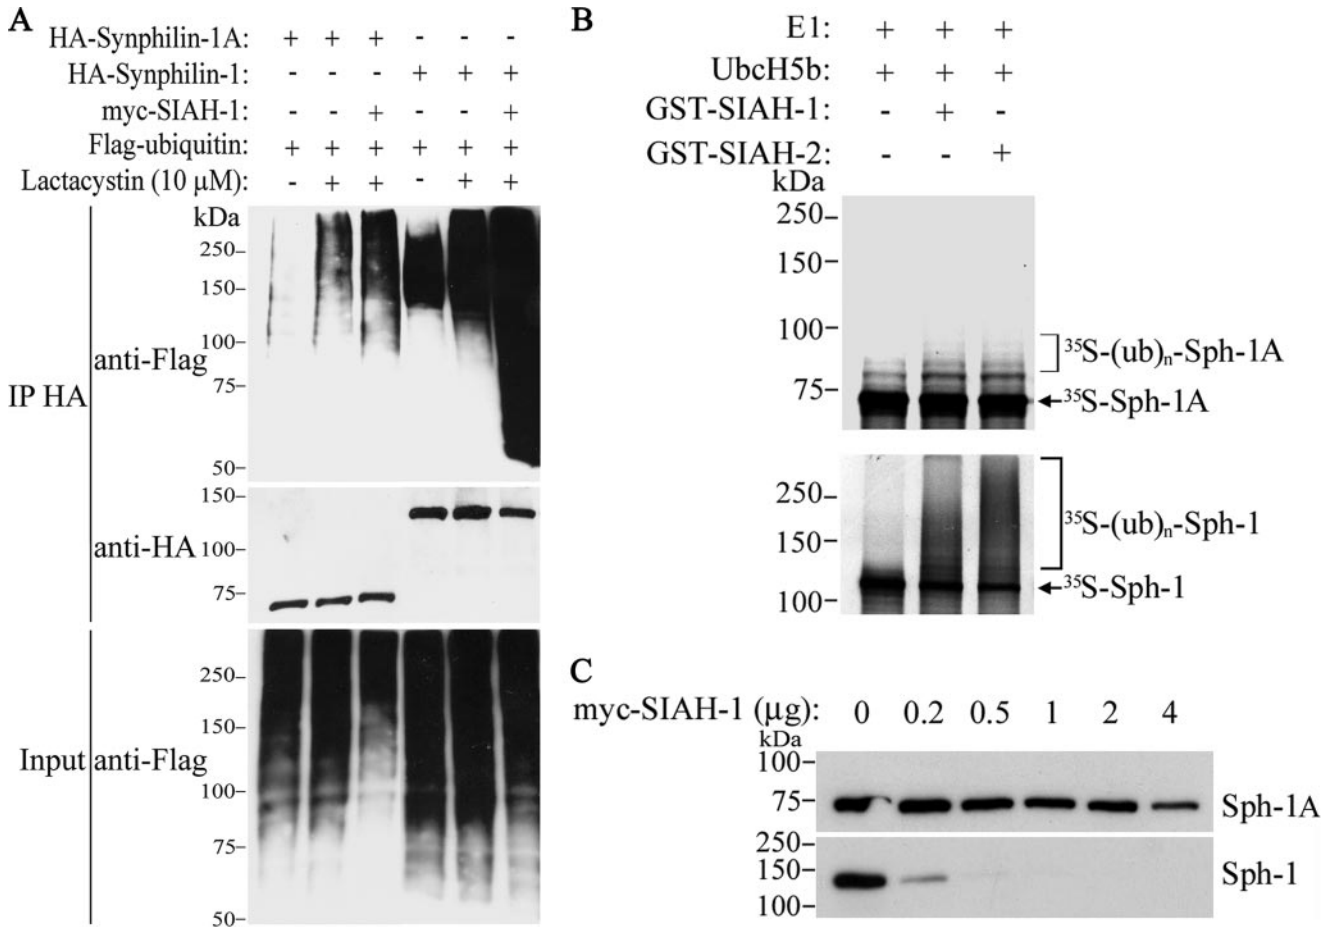 A
HA-Synphilin-1A: + + + - - -
HA-Synphilin-1: - - - + + +
myc-SIAH-1: - - + - - +
Flag-ubiquitin: + + + + + +
Lactacystin (10 µM): - + + - + +
kDa
250
150
100
75
50
anti-Flag
IP HA
150
100
75
anti-HA
250
150
100
75
50
Input anti-Flag
B
E1: + + +
UbcH5b: + + +
GST-SIAH-1: - + -
GST-SIAH-2: - - +
kDa
250
150
100
75
³⁵S-(ub)ₙ-Sph-1A
³⁵S-Sph-1A
250
150
100
³⁵S-(ub)ₙ-Sph-1
³⁵S-Sph-1
C
myc-SIAH-1 (µg): 0 0.2 0.5 1 2 4
kDa
100
75
Sph-1A
250
150
100
Sph-1